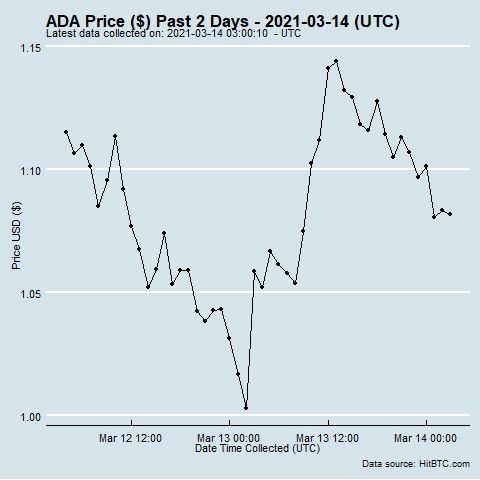 ADA Price ($) Past 2 Days - 2021-03-14 (UTC)
Latest data collected on: 2021-03-14 03:00:10 - UTC
1.15
1.10
1.05
1.00
Price USD ($)
Mar 12 12:00 Mar 13 00:00 Mar 13 12:00 Mar 14 00:00
Date Time Collected (UTC)
Data source: HitBTC.com